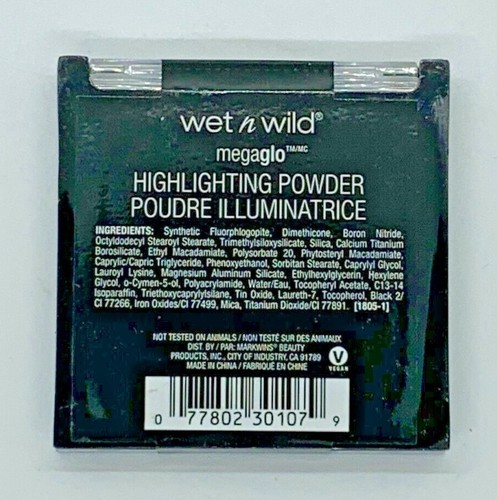 wet n wild®
megaglo™/MC
HIGHLIGHTING POWDER
POUDRE ILLUMINATRICE
INGREDIENTS: Synthetic Fluorphlogopite, Dimethicone, Boron Nitride,
Octyldodecyl Stearoyl Stearate, Trimethylsiloxysilicate, Silica, Calcium Titanium
Borosilicate, Ethyl Macadamiate, Polysorbate 20, Phytosteryl Macadamiate,
Caprylic/Capric Triglyceride, Phenoxyethanol, Sorbitan Stearate, Caprylyl Glycol,
Lauroyl Lysine, Magnesium Aluminum Silicate, Ethylhexylglycerin, Hexylene
Glycol, o-Cymen-5-ol, Polyacrylamide, Water/Eau, Tocopheryl Acetate, C13-14
Isoparaffin, Triethoxycaprylylsilane, Tin Oxide, Laureth-7, Tocopherol, Black 2/
CI 77266, Iron Oxides/CI 77499, Mica, Titanium Dioxide/CI 77891. [1805-1]
NOT TESTED ON ANIMALS / NON TESTÉ SUR DES ANIMAUX
DIST. BY / PAR: MARKWINS® BEAUTY
PRODUCTS, INC., CITY OF INDUSTRY, CA 91789
MADE IN CHINA / FABRIQUÉ EN CHINE
V
VEGAN
0 77802 30107 9